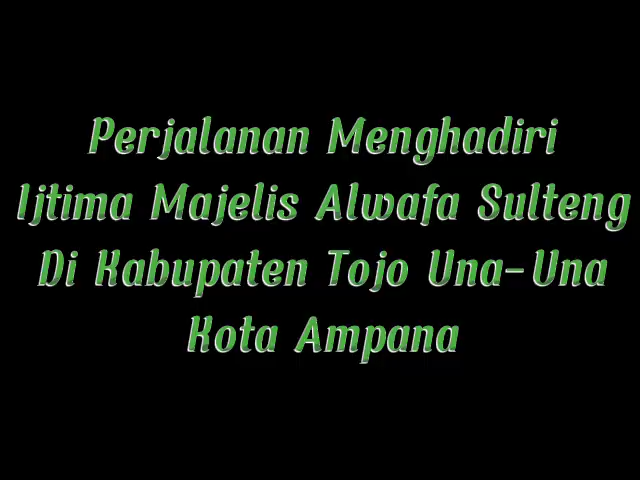 Perjalanan Menghadiri
Ijtima Majelis Alwafa Sulteng
Di Kabupaten Tojo Una-Una
Kota Ampana